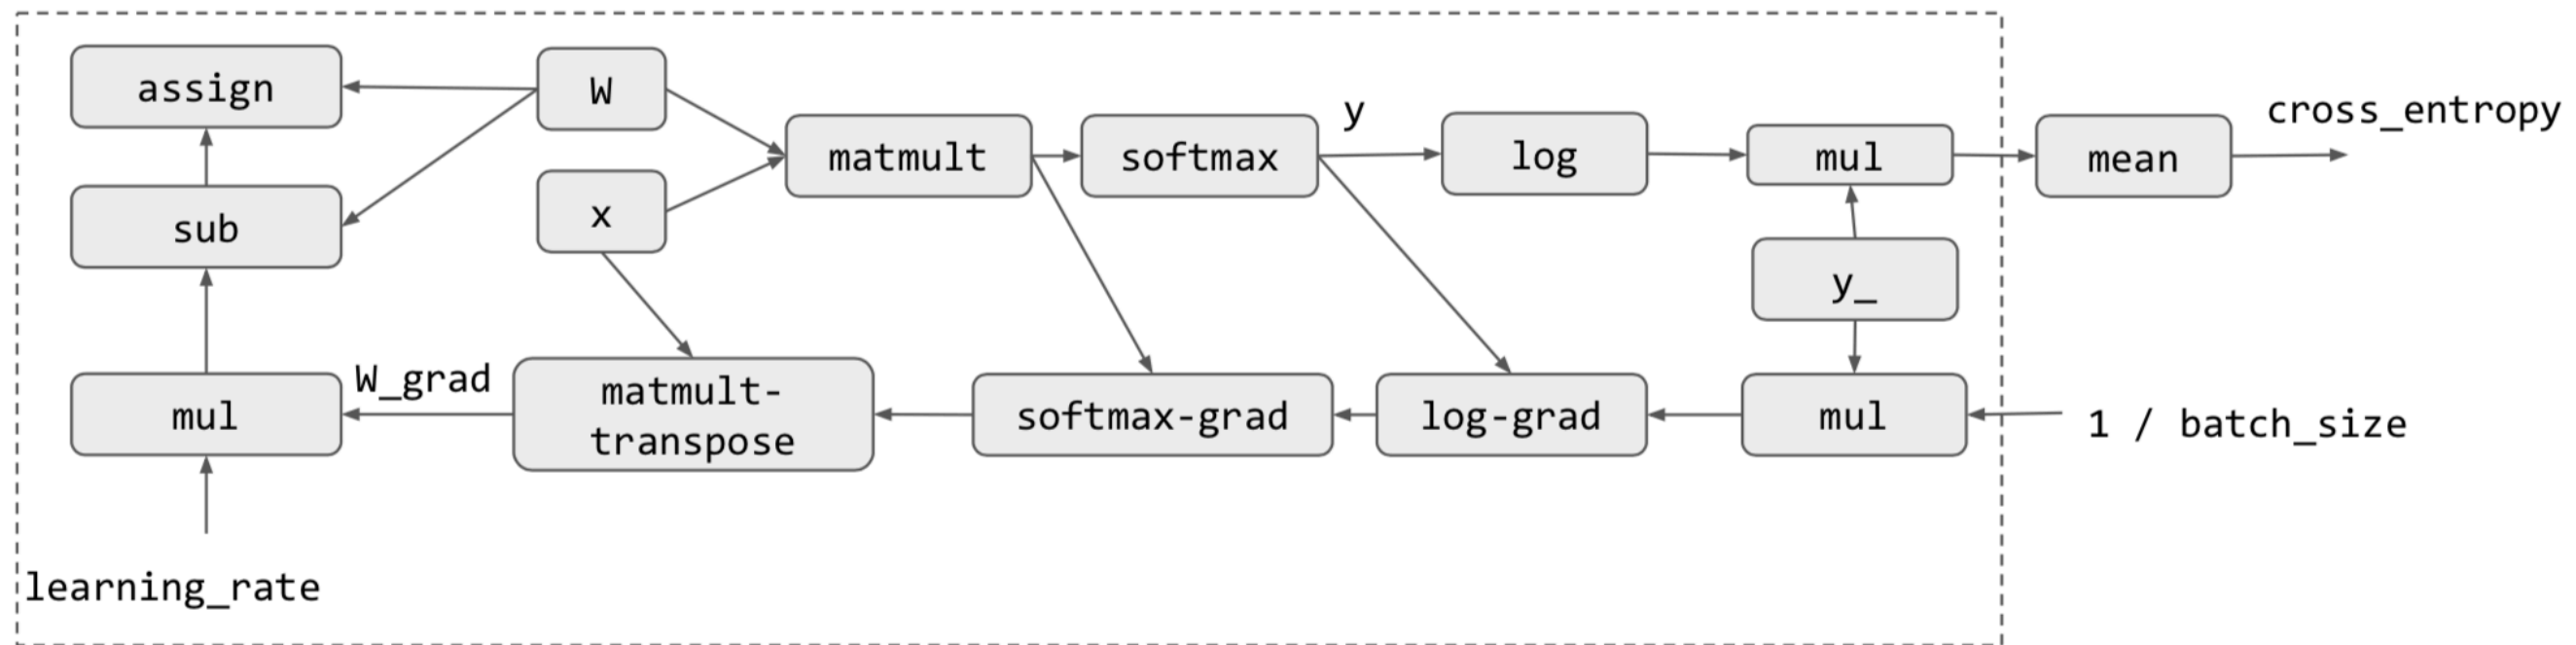 assign
W
cross_entropy
y
matmult
softmax
log
mul
mean
x
sub
y_
W_grad
mul
matmult-
transpose
softmax-grad
log-grad
mul
1 / batch_size
learning_rate